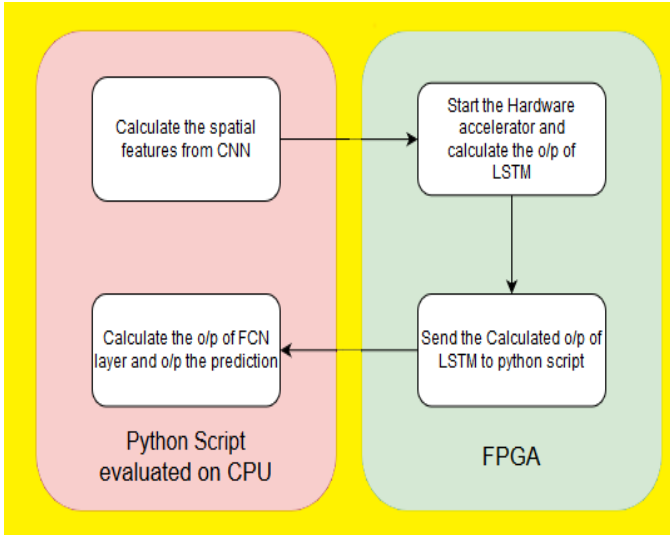 Calculate the spatial
features from CNN
Start the Hardware
accelerator and
calculate the o/p of
LSTM
Calculate the o/p of FCN
layer and o/p the prediction
Send the Calculated o/p of
LSTM to python script
Python Script
evaluated on CPU
FPGA